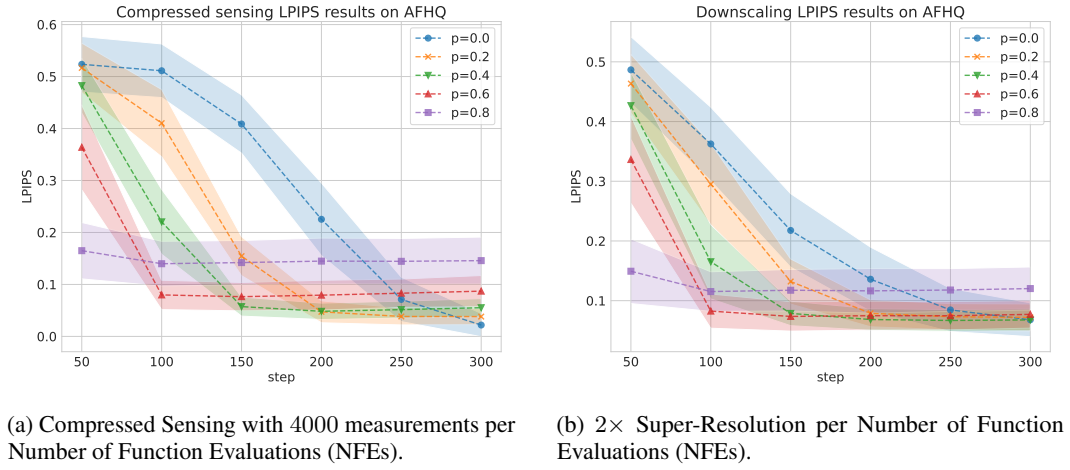 Compressed sensing LPIPS results on AFHQ
0.6
0.5
0.4
0.3
0.2
0.1
0.0
LPIPS
p=0.0
p=0.2
p=0.4
p=0.6
p=0.8
50 100 150 200 250 300
step
(a) Compressed Sensing with 4000 measurements per
Number of Function Evaluations (NFEs).
Downscaling LPIPS results on AFHQ
0.5
0.4
0.3
0.2
0.1
LPIPS
p=0.0
p=0.2
p=0.4
p=0.6
p=0.8
50 100 150 200 250 300
step
(b) 2× Super-Resolution per Number of Function
Evaluations (NFEs).